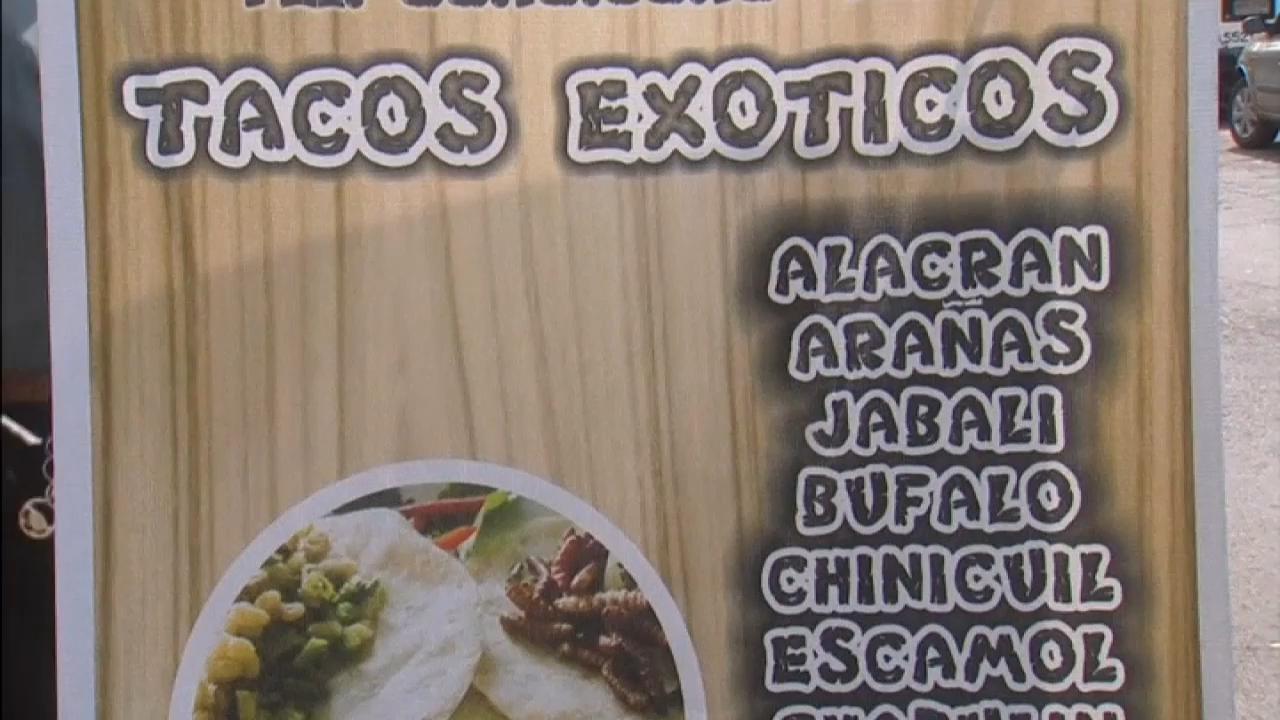 TACOS EXOTICOS
ALACRAN
ARAÑAS
JABALI
BUFALO
CHINICUIL
ESCAMOL